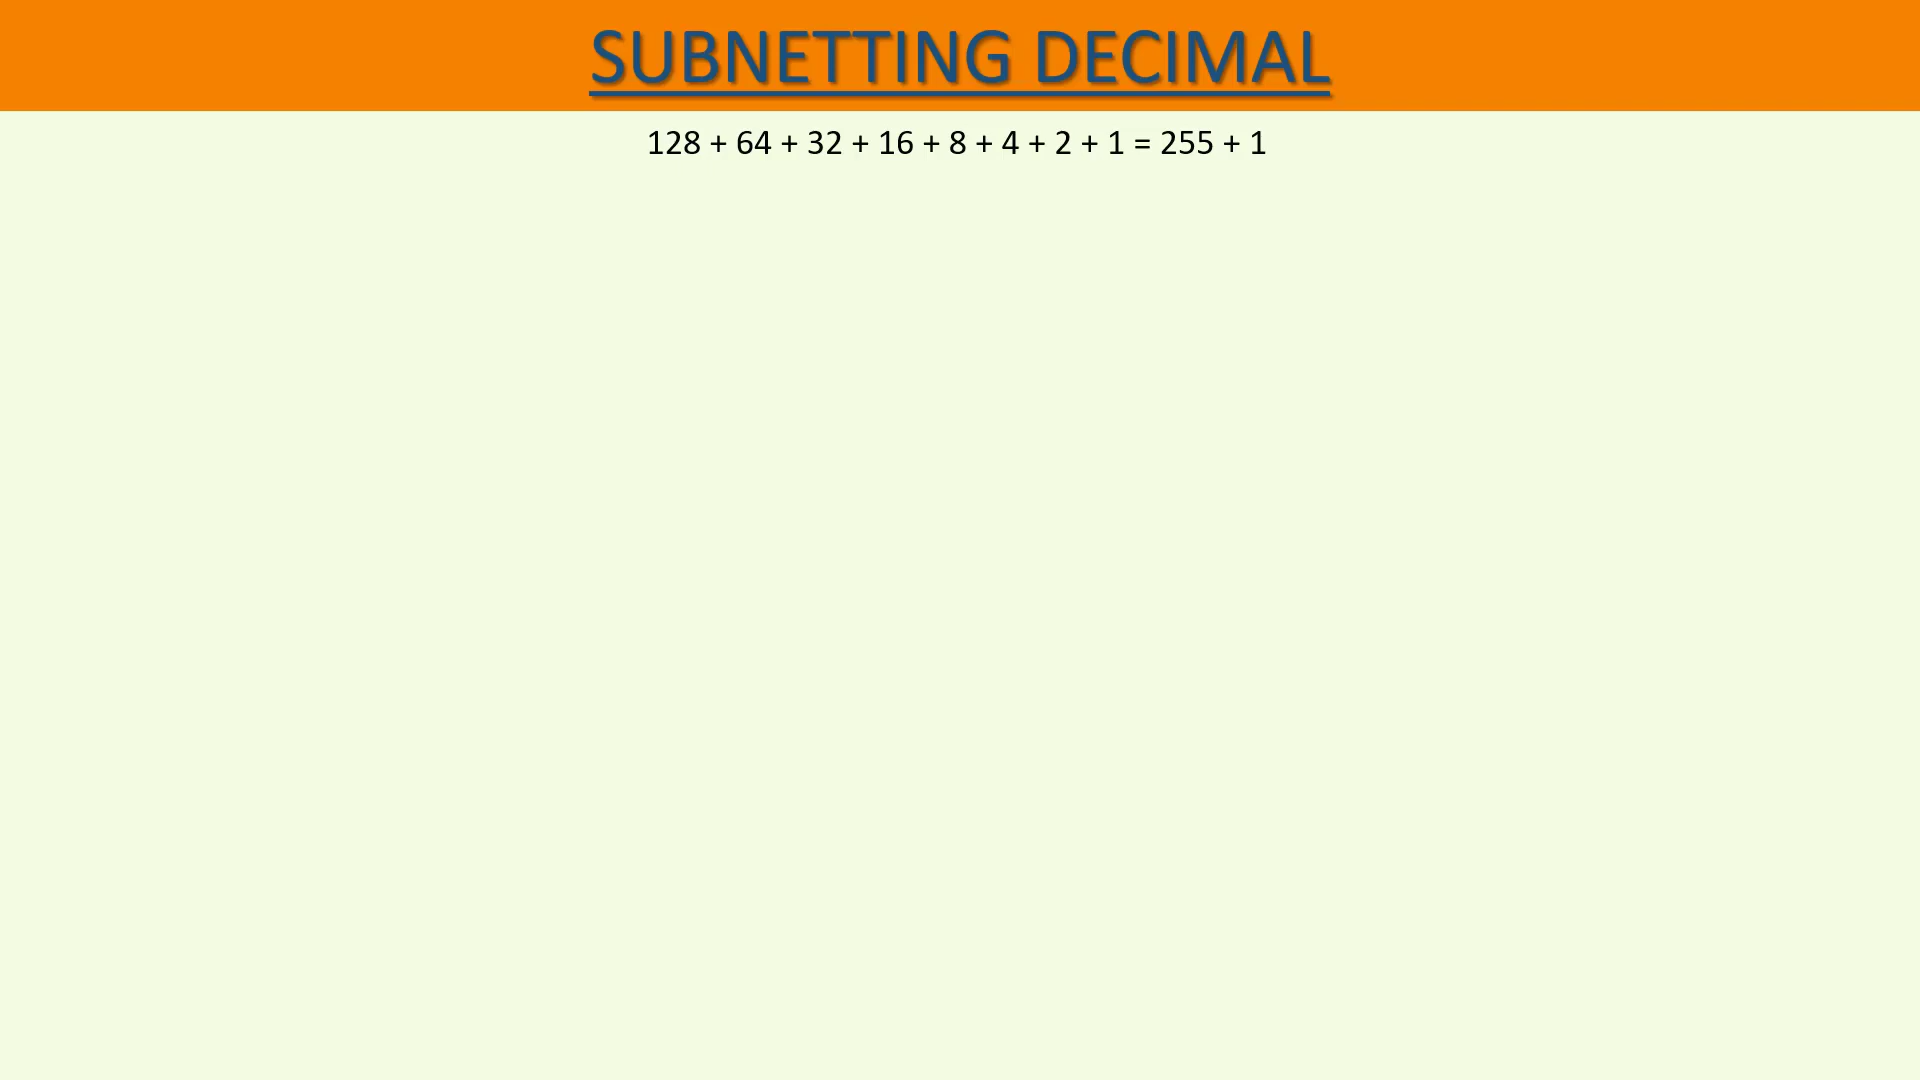 SUBNETTING DECIMAL
128 + 64 + 32 + 16 + 8 + 4 + 2 + 1 = 255 + 1